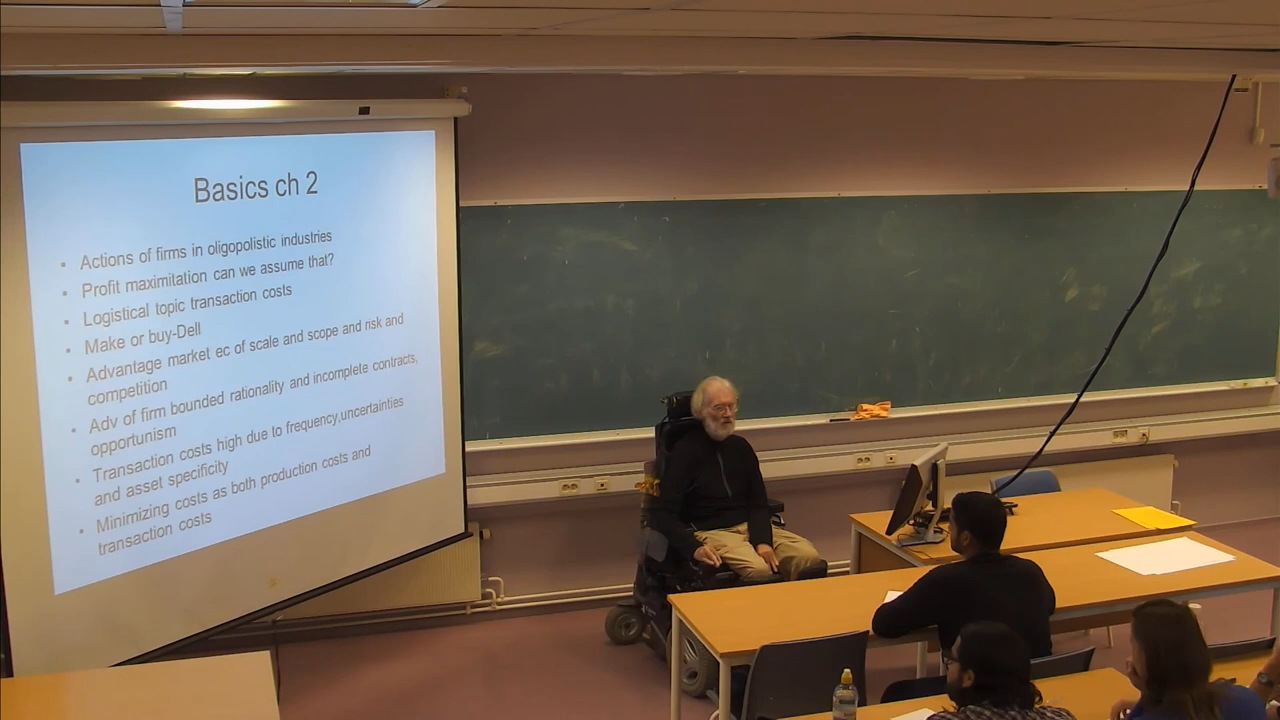 Basics ch 2
• Actions of firms in oligopolistic industries
• Profit maximitation can we assume that?
• Logistical topic transaction costs
• Make or buy-Dell
• Advantage market ec of scale and scope and risk and
competition
• Adv of firm bounded rationality and incomplete contracts,
opportunism
• Transaction costs high due to frequency,uncertainties
and asset specificity
• Minimizing costs as both production costs and
transaction costs